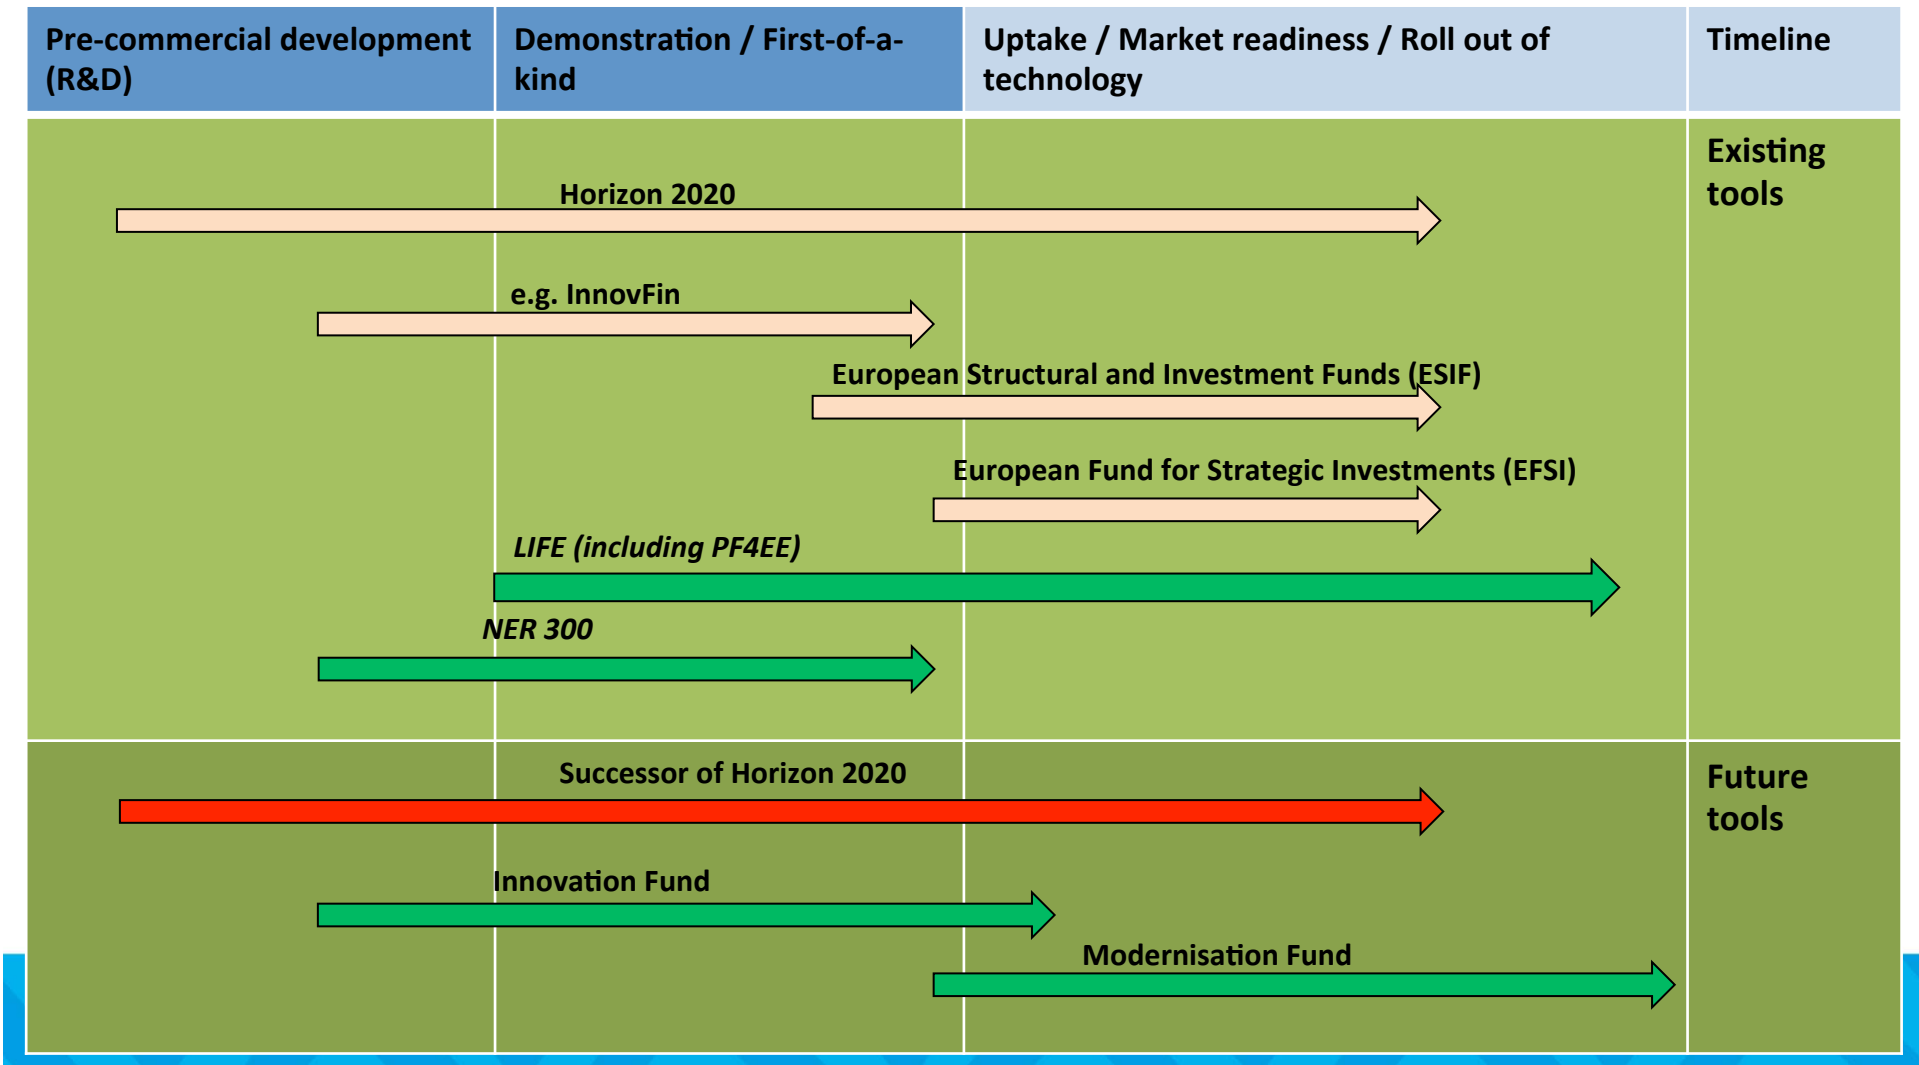 Pre-commercial development
(R&D)
Demonstration / First-of-a-
kind
Uptake / Market readiness / Roll out of
technology
Timeline
Existing
tools
Horizon 2020
e.g. InnovFin
European Structural and Investment Funds (ESIF)
European Fund for Strategic Investments (EFSI)
LIFE (including PF4EE)
NER 300
Successor of Horizon 2020
Future
tools
Innovation Fund
Modernisation Fund